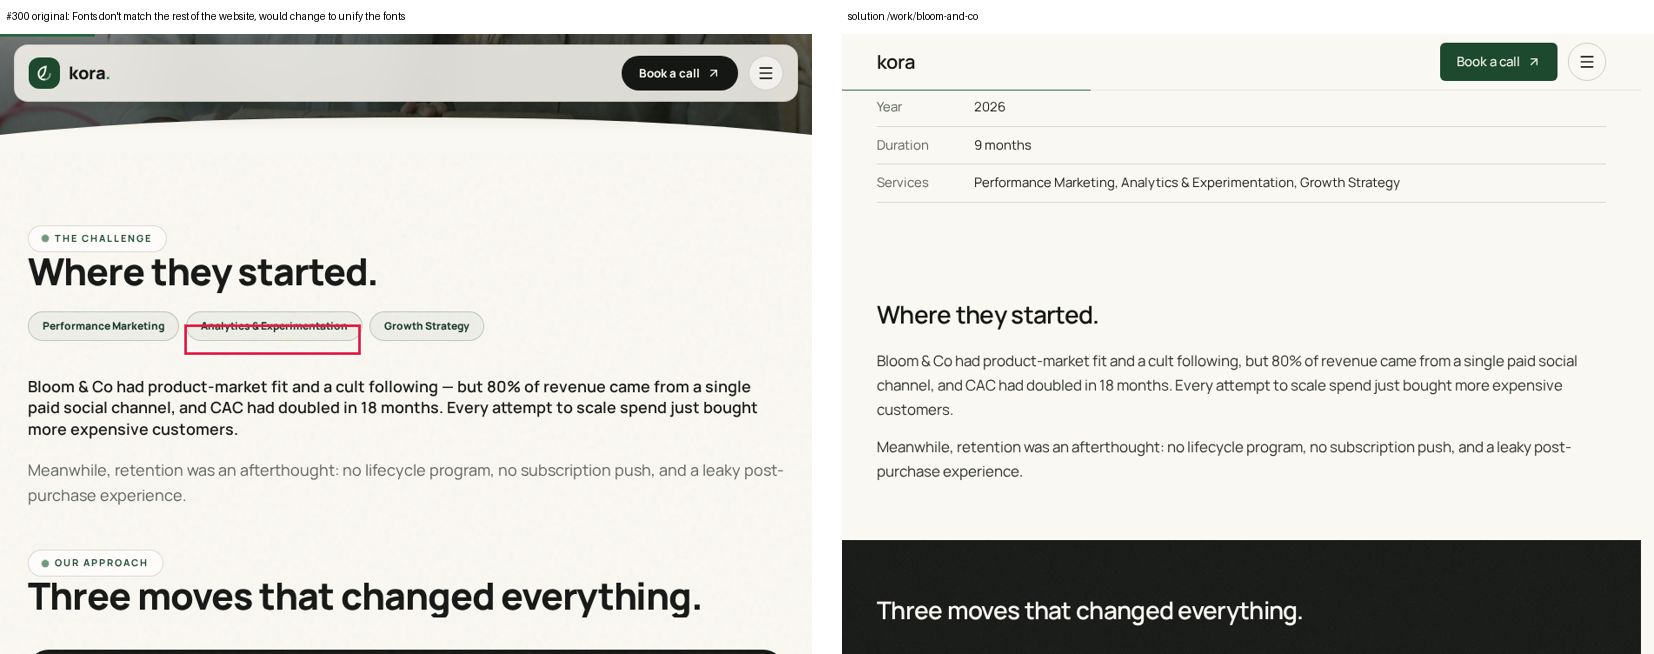 #300 original: Fonts don't match the rest of the website, would change to unify the fonts
kora.
Book a call
THE CHALLENGE
Where they started.
Performance Marketing
Analytics & Experimentation
Growth Strategy
Bloom & Co had product-market fit and a cult following — but 80% of revenue came from a single
paid social channel, and CAC had doubled in 18 months. Every attempt to scale spend just bought
more expensive customers.
Meanwhile, retention was an afterthought: no lifecycle program, no subscription push, and a leaky post-
purchase experience.
OUR APPROACH
Three moves that changed everything.
solution /work/bloom-and-co
kora
Book a call
Year 2026
Duration 9 months
Services Performance Marketing, Analytics & Experimentation, Growth Strategy
Where they started.
Bloom & Co had product-market fit and a cult following, but 80% of revenue came from a single paid social
channel, and CAC had doubled in 18 months. Every attempt to scale spend just bought more expensive
customers.
Meanwhile, retention was an afterthought: no lifecycle program, no subscription push, and a leaky post-
purchase experience.
Three moves that changed everything.